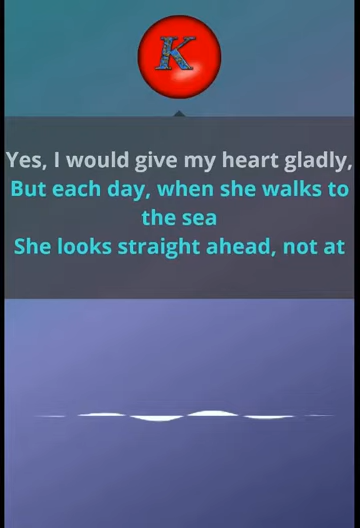 K
Yes, I would give my heart gladly,
But each day, when she walks to
the sea
She looks straight ahead, not at